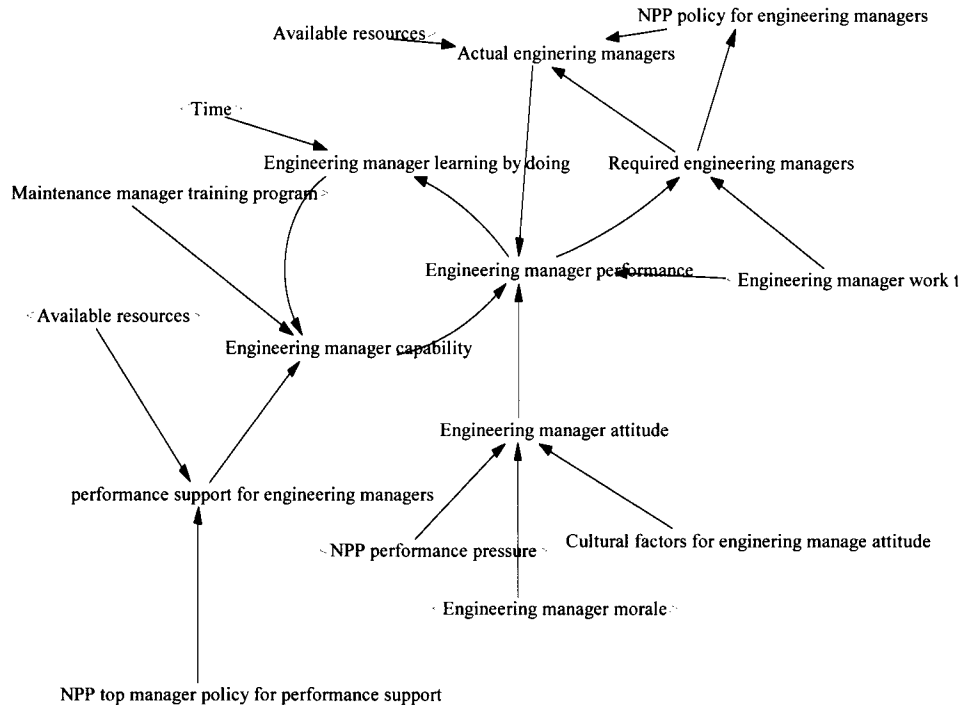 NPP policy for engineering managers
Available resources
Actual enginering managers
Time
Engineering manager learning by doing
Required engineering managers
Maintenance manager training program
Engineering manager performance
Engineering manager work t
Available resources
Engineering manager capability
Engineering manager attitude
performance support for engineering managers
NPP performance pressure
Cultural factors for enginering manage attitude
Engineering manager morale
NPP top manager policy for performance support